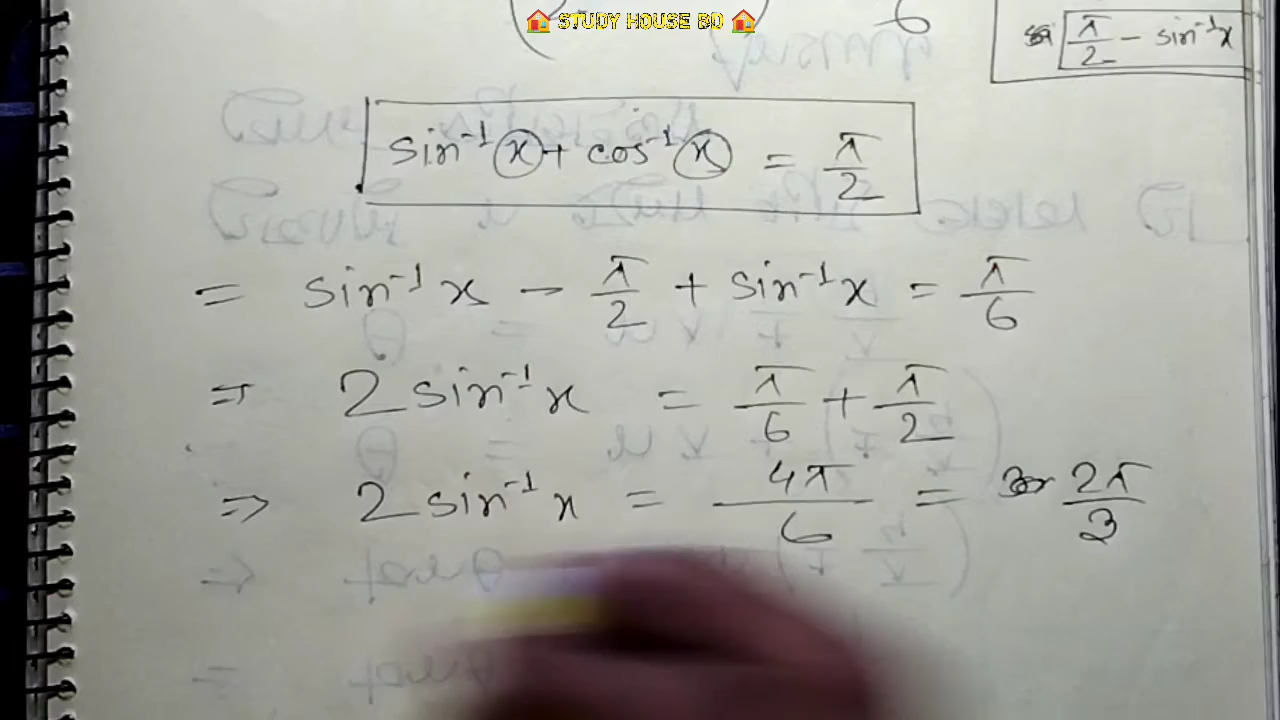 🏠 STUDY HOUSE BD 🏠
6
π/2 − sin⁻¹x
sin⁻¹x + cos⁻¹x = π/2
= sin⁻¹x − π/2 + sin⁻¹x = π/6
⇒ 2 sin⁻¹x = π/6 + π/2
⇒ 2 sin⁻¹x = 4π/6 = 2π/3